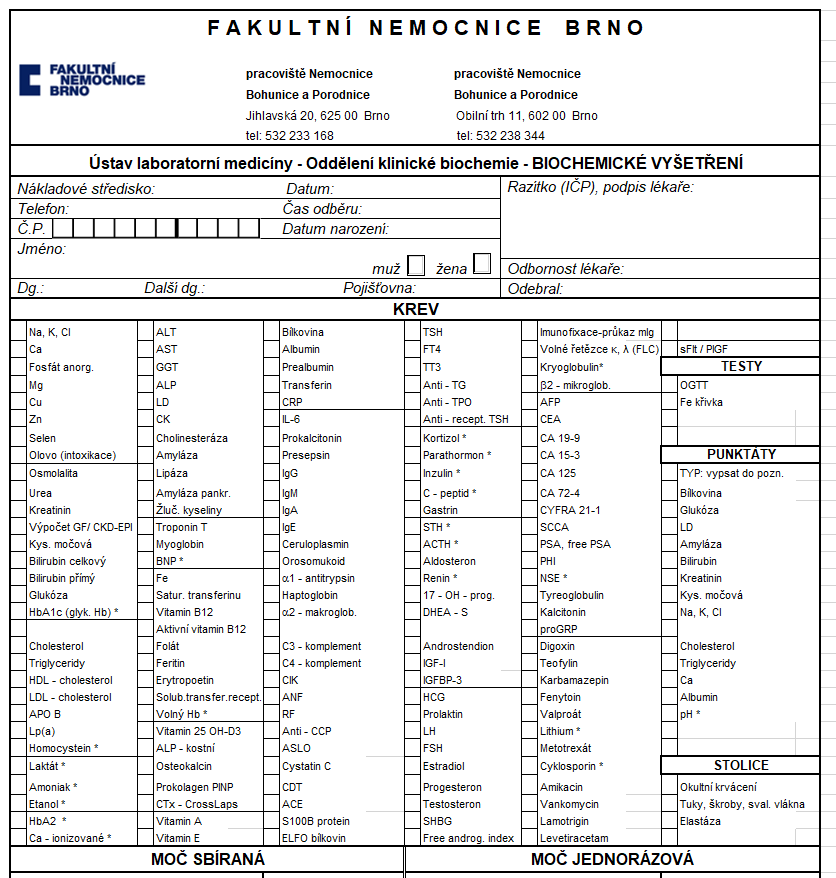 FAKULTNÍ NEMOCNICE BRNO
FAKULTNÍ
NEMOCNICE
BRNO
pracoviště Nemocnice pracoviště Nemocnice
Bohunice a Porodnice Bohunice a Porodnice
Jihlavská 20, 625 00 Brno Obilní trh 11, 602 00 Brno
tel: 532 233 168 tel: 532 238 344
Ústav laboratorní medicíny - Oddělení klinické biochemie - BIOCHEMICKÉ VYŠETŘENÍ
Nákladové středisko: Datum: Razítko (IČP), podpis lékaře:
Telefon: Čas odběru:
Č.P. Datum narození:
Jméno:
muž žena Odbornost lékaře:
Dg.: Další dg.: Pojišťovna: Odebral:
KREV
Na, K, Cl ALT Bílkovina TSH Imunofixace-průkaz mIg
Ca AST Albumin FT4 Volné řetězce κ, λ (FLC) sFlt / PlGF
Fosfát anorg. GGT Prealbumin TT3 Kryoglobulin* TESTY
Mg ALP Transferin Anti - TG β2 - mikroglob. OGTT
Cu LD CRP Anti - TPO AFP Fe křivka
Zn CK IL-6 Anti - recept. TSH CEA
Selen Cholinesteráza Prokalcitonin Kortizol * CA 19-9
Olovo (intoxikace) Amyláza Presepsin Parathormon * CA 15-3 PUNKTÁTY
Osmolalita Lipáza IgG Inzulin * CA 125 TYP: vypsat do pozn.
Urea Amyláza pankr. IgM C - peptid * CA 72-4 Bílkovina
Kreatinin Žluč. kyseliny IgA Gastrin CYFRA 21-1 Glukóza
Výpočet GF/ CKD-EPI Troponin T IgE STH * SCCA LD
Kys. močová Myoglobin Ceruloplasmin ACTH * PSA, free PSA Amyláza
Bilirubin celkový BNP * Orosomukoid Aldosteron PHI Bilirubin
Bilirubin přímý Fe α1 - antitrypsin Renin * NSE * Kreatinin
Glukóza Satur. transferinu Haptoglobin 17 - OH - prog. Tyreoglobulin Kys. močová
HbA1c (glyk. Hb) * Vitamin B12 α2 - makroglob. DHEA - S Kalcitonin Na, K, Cl
Aktivní vitamin B12 proGRP
Cholesterol Folát C3 - komplement Androstendion Digoxin Cholesterol
Triglyceridy Feritin C4 - komplement IGF-I Teofylin Triglyceridy
HDL - cholesterol Erytropoetin CIK IGFBP-3 Karbamazepin Ca
LDL - cholesterol Solub.transfer.recept. ANF HCG Fenytoin Albumin
APO B Volný Hb * RF Prolaktin Valproát pH *
Lp(a) Vitamin 25 OH-D3 Anti - CCP LH Lithium *
Homocystein * ALP - kostní ASLO FSH Metotrexát
Laktát * Osteokalcin Cystatin C Estradiol Cyklosporin * STOLICE
Amoniak * Prokolagen PINP CDT Progesteron Amikacin Okultní krvácení
Etanol * CTx - CrossLaps ACE Testosteron Vankomycin Tuky, škroby, sval. vlákna
HbA2 * Vitamin A S100B protein SHBG Lamotrigin Elastáza
Ca - ionizované * Vitamin E ELFO bílkovin Free androg. index Levetiracetam
MOČ SBÍRANÁ MOČ JEDNORÁZOVÁ